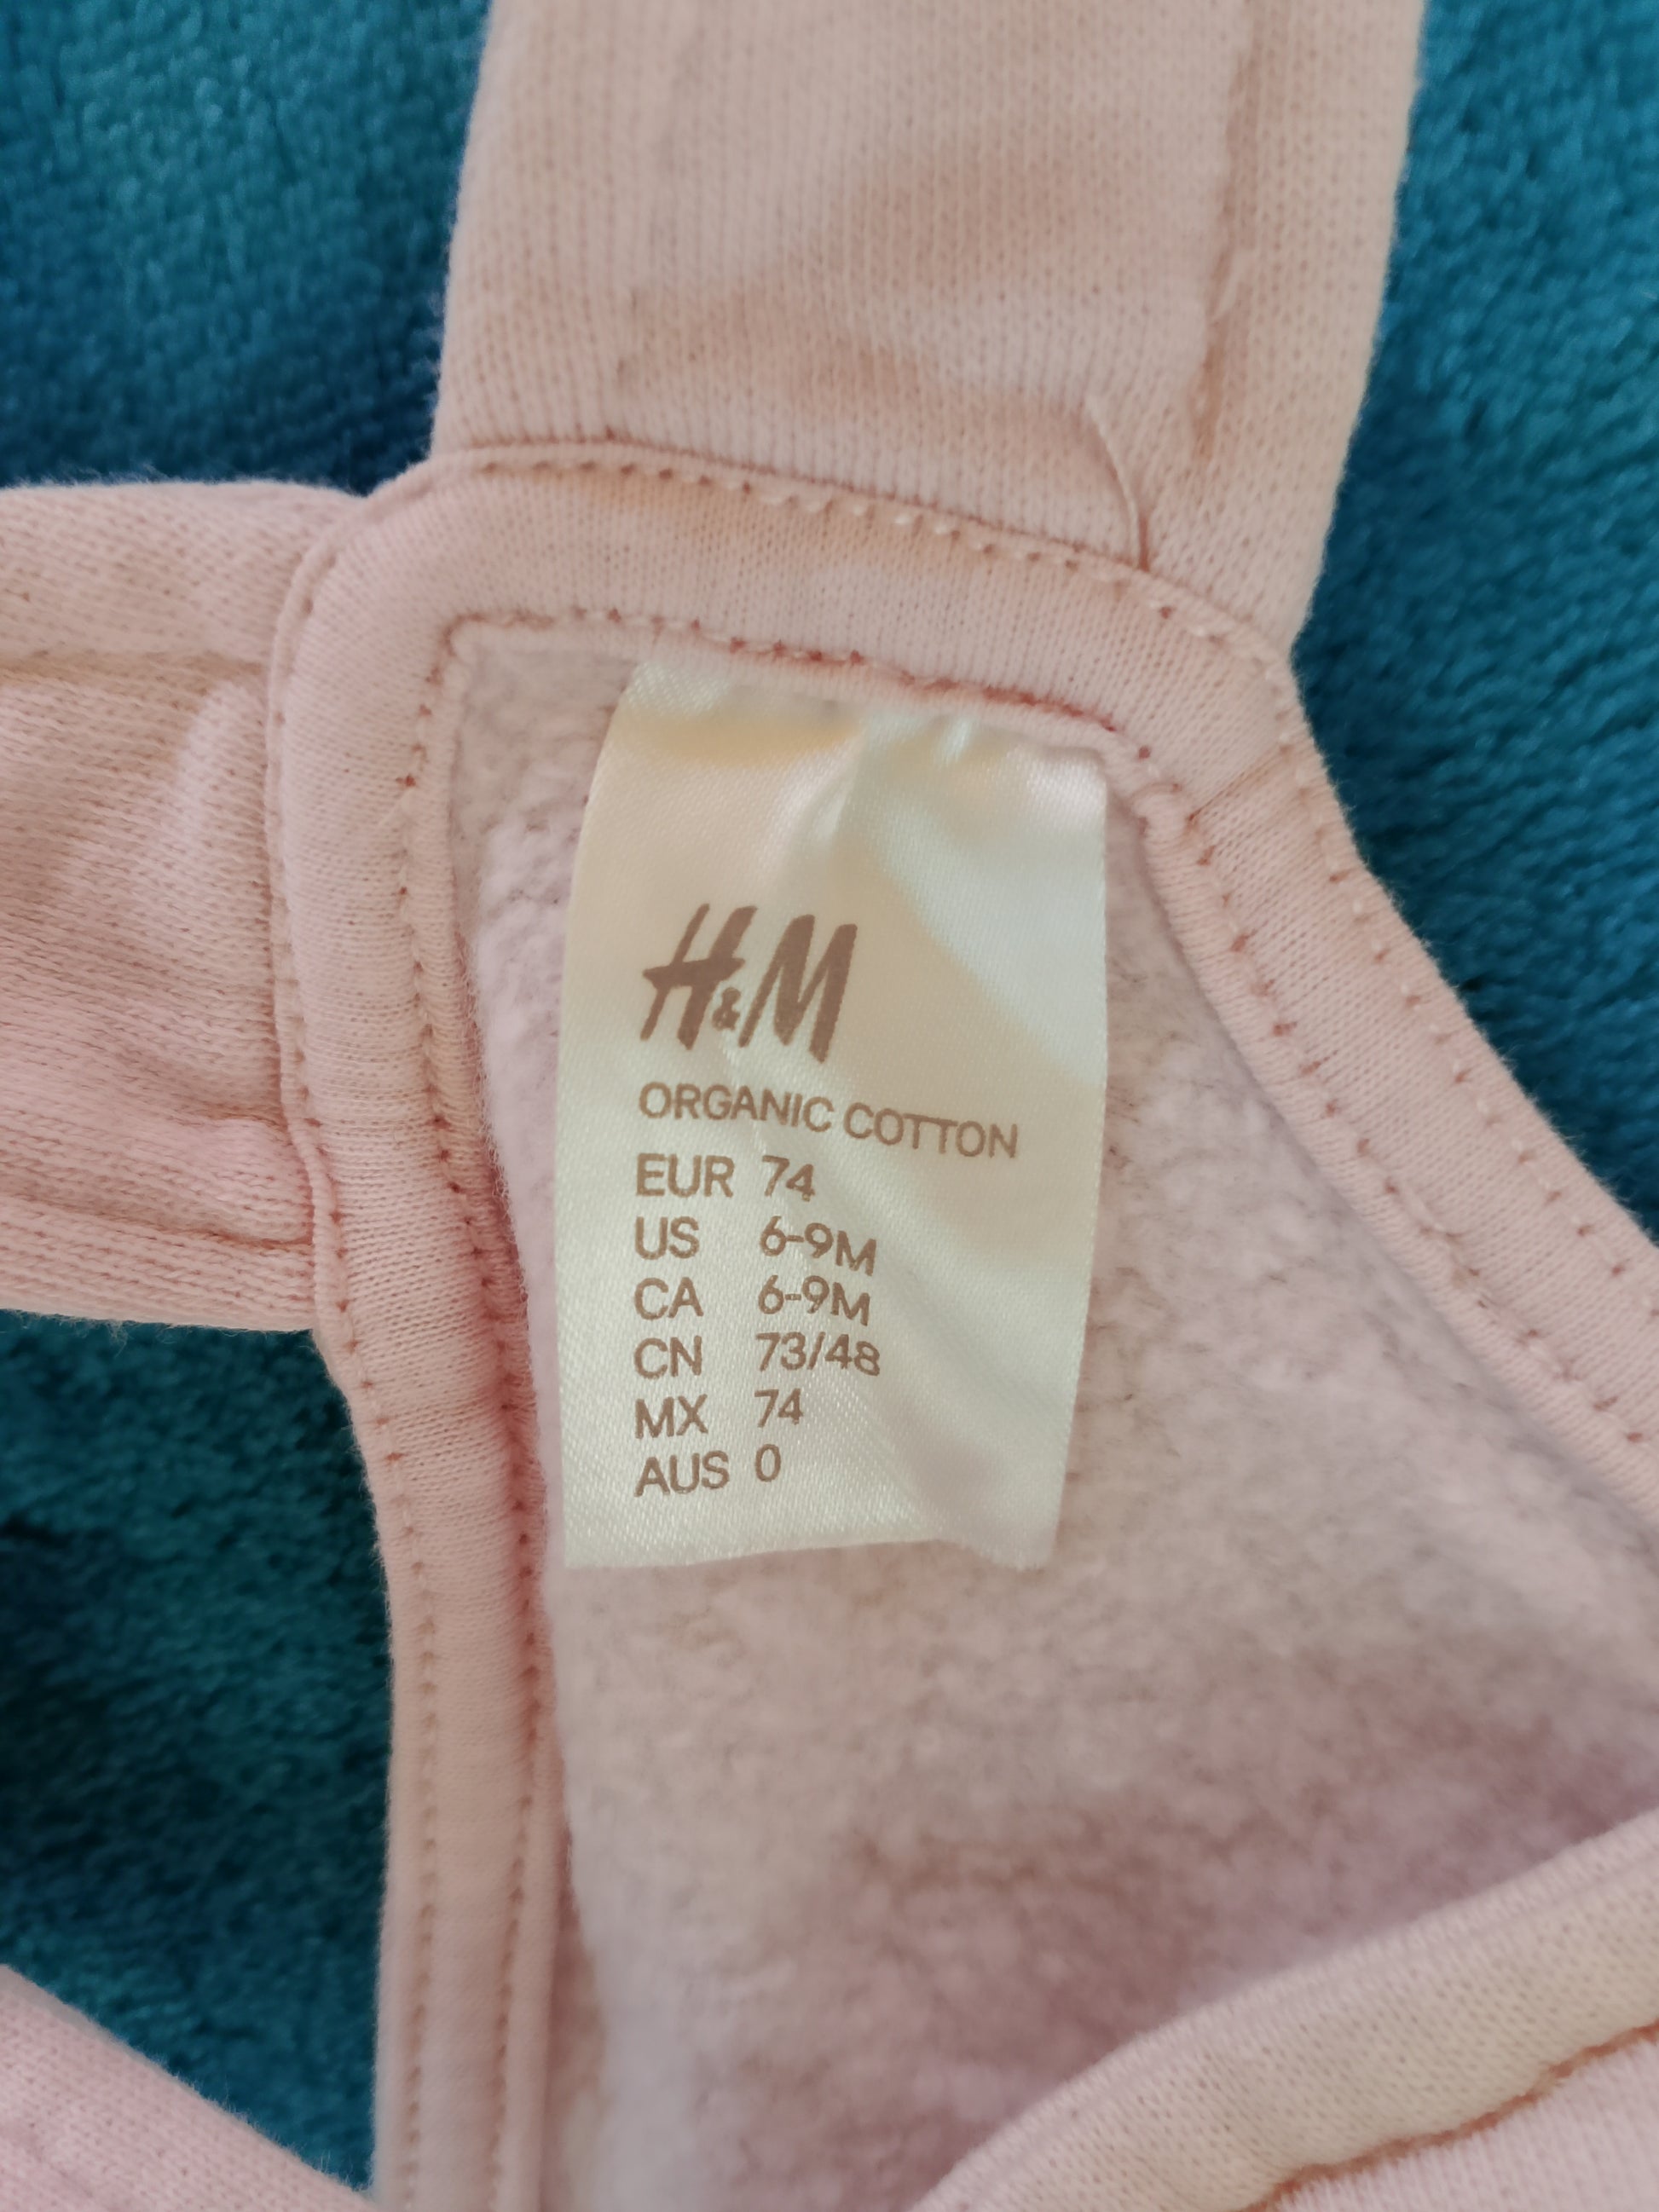 H&M
ORGANIC COTTON
EUR 74
US 6-9M
CA 6-9M
CN 73/48
MX 74
AUS 0